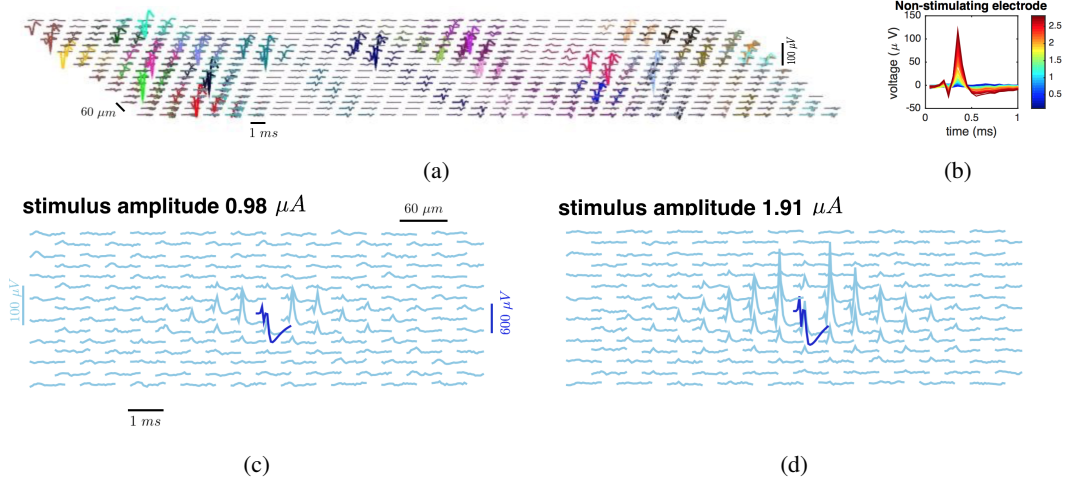 Non-stimulating electrode
150
100
50
0
-50
voltage (μ V)
0
0.5
1
time (ms)
2.5
2
1.5
1
0.5
100 μV
60 μm
1 ms
(a)
(b)
stimulus amplitude 0.98 μA
60 μm
stimulus amplitude 1.91 μA
100 μV
600 μV
1 ms
(c)
(d)